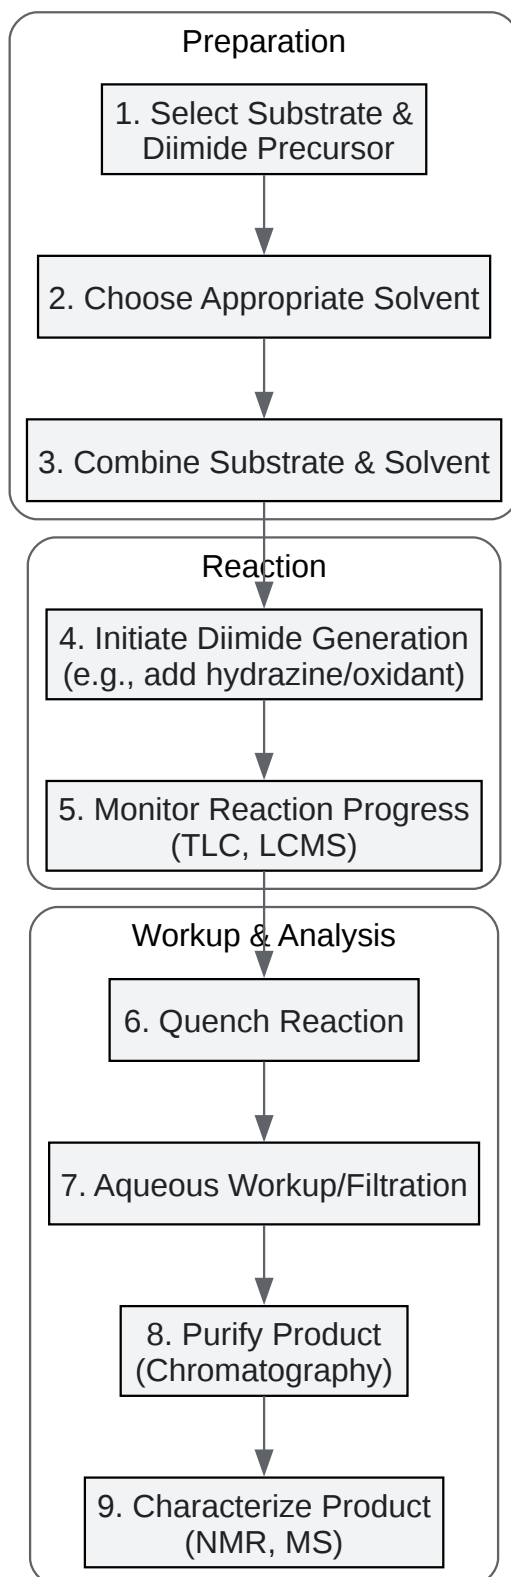 Preparation
1. Select Substrate &
Diimide Precursor
2. Choose Appropriate Solvent
3. Combine Substrate & Solvent
Reaction
4. Initiate Diimide Generation
(e.g., add hydrazine/oxidant)
5. Monitor Reaction Progress
(TLC, LCMS)
Workup & Analysis
6. Quench Reaction
7. Aqueous Workup/Filtration
8. Purify Product
(Chromatography)
9. Characterize Product
(NMR, MS)